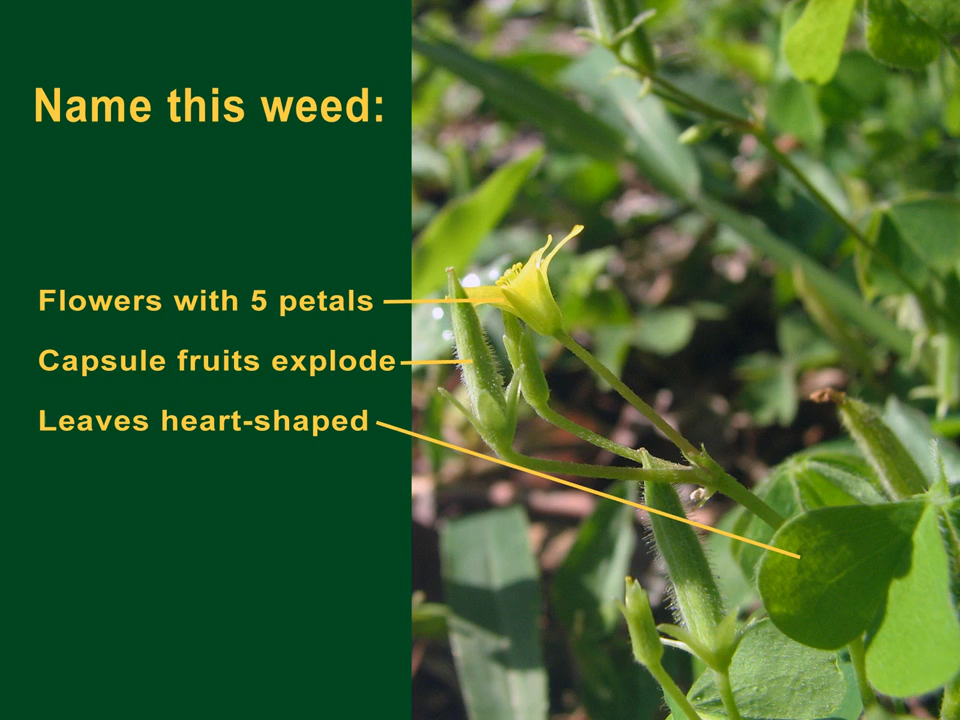 Name this weed:
Flowers with 5 petals
Capsule fruits explode
Leaves heart-shaped